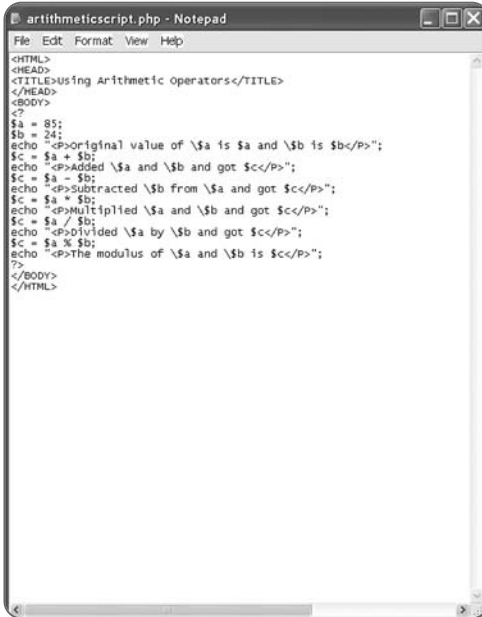 artithmeticscript.php - Notepad
File Edit Format View Help
<HTML>
<HEAD>
<TITLE>Using Arithmetic Operators</TITLE>
</HEAD>
<BODY>
<?
$a = 85;
$b = 24;
echo "<P>Original value of \$a is $a and \$b is $b</P>";
$c = $a + $b;
echo "<P>Added \$a and \$b and got $c</P>";
$c = $a - $b;
echo "<P>Subtracted \$b from \$a and got $c</P>";
$c = $a * $b;
echo "<P>Multiplied \$a and \$b and got $c</P>";
$c = $a / $b;
echo "<P>Divided \$a by \$b and got $c</P>";
$c = $a % $b;
echo "<P>The modulus of \$a and \$b is $c</P>";
?>
</BODY>
</HTML>